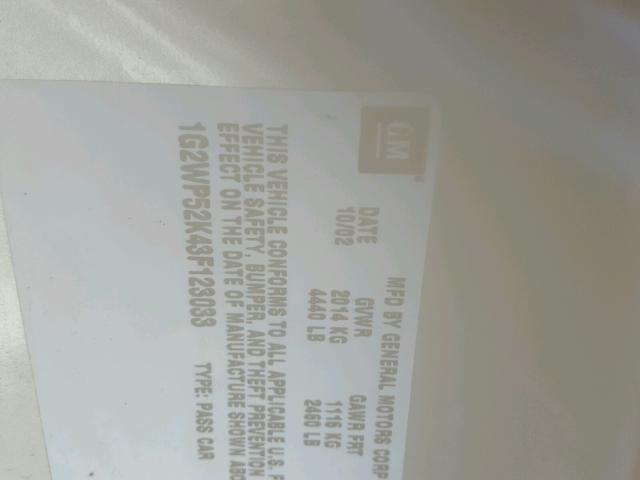 GM
MFD BY GENERAL MOTORS CORP
DATE GVWR GAWR FRT
10/02 2014 KG 1116 KG
4440 LB 2460 LB
THIS VEHICLE CONFORMS TO ALL APPLICABLE U.S. F
VEHICLE SAFETY, BUMPER, AND THEFT PREVENTION
EFFECT ON THE DATE OF MANUFACTURE SHOWN ABO
1G2WP52K43F123033 TYPE: PASS CAR